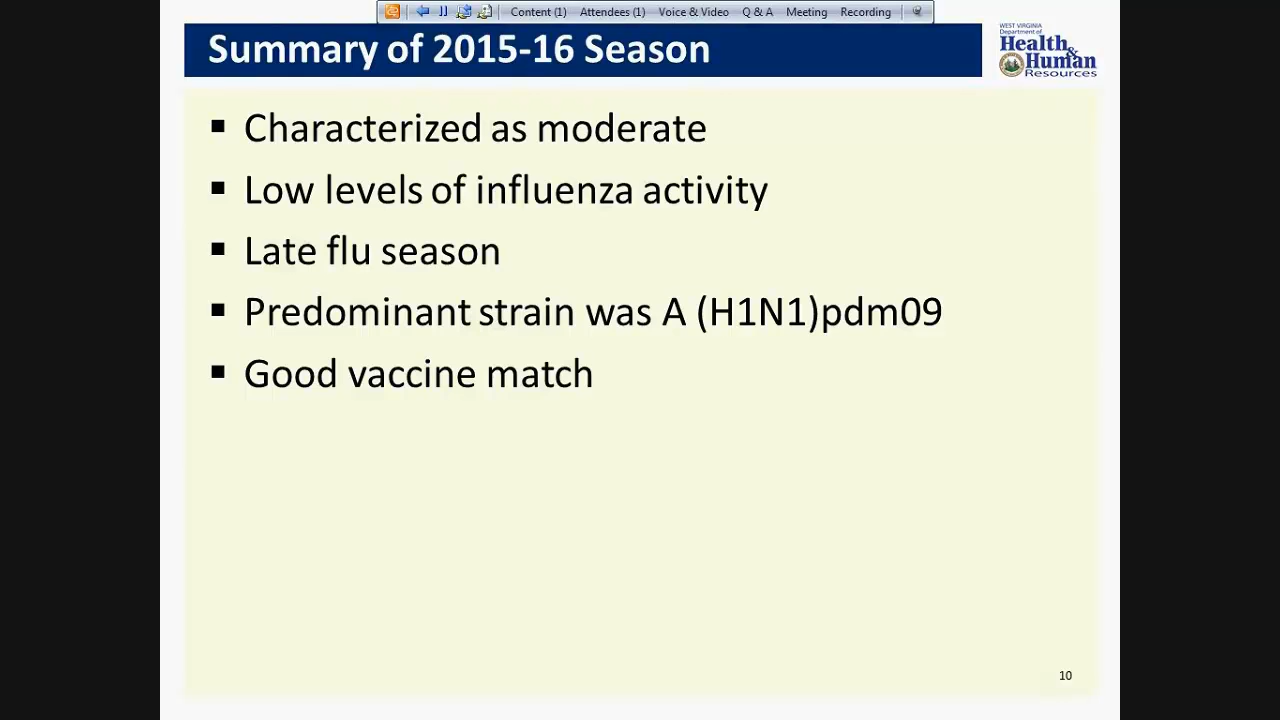 Content (1) Attendees (1) Voice & Video Q & A Meeting Recording
Summary of 2015-16 Season
WEST VIRGINIA
Department of
Health
&
Human
Resources
▪ Characterized as moderate
▪ Low levels of influenza activity
▪ Late flu season
▪ Predominant strain was A (H1N1)pdm09
▪ Good vaccine match
10